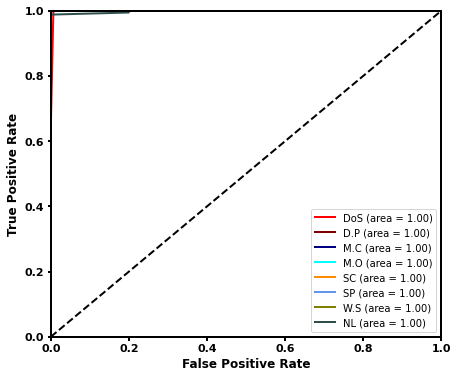 1.0
0.8
0.6
0.4
0.2
0.0
True Positive Rate
DoS (area = 1.00)
D.P (area = 1.00)
M.C (area = 1.00)
M.O (area = 1.00)
SC (area = 1.00)
SP (area = 1.00)
W.S (area = 1.00)
NL (area = 1.00)
0.0 0.2 0.4 0.6 0.8 1.0
False Positive Rate